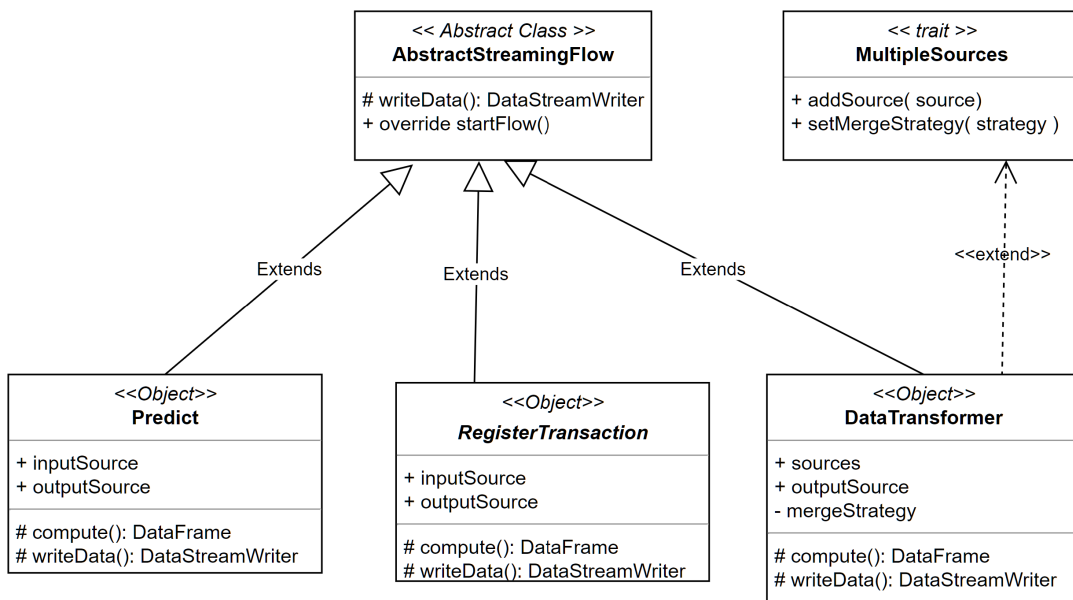 << Abstract Class >>
AbstractStreamingFlow
# writeData(): DataStreamWriter
+ override startFlow()
<< trait >>
MultipleSources
+ addSource( source)
+ setMergeStrategy( strategy )
Extends
Extends
Extends
<<extend>>
<<Object>>
Predict
+ inputSource
+ outputSource
# compute(): DataFrame
# writeData(): DataStreamWriter
<<Object>>
RegisterTransaction
+ inputSource
+ outputSource
# compute(): DataFrame
# writeData(): DataStreamWriter
<<Object>>
DataTransformer
+ sources
+ outputSource
- mergeStrategy
# compute(): DataFrame
# writeData(): DataStreamWriter